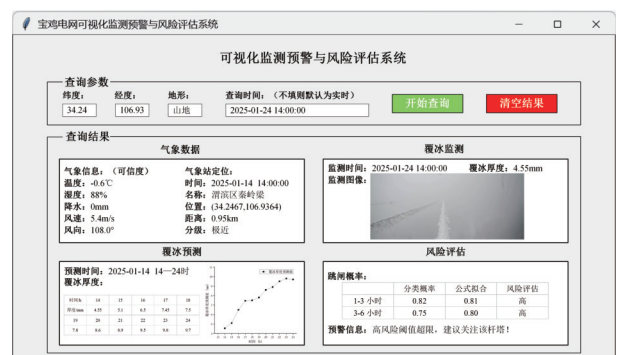 宝鸡电网可视化监测预警与风险评估系统
可视化监测预警与风险评估系统
查询参数
纬度： 经度： 地形： 查询时间：（不填则默认为实时）
34.24 106.93 山地 2025-01-24 14:00:00 开始查询 清空结果
查询结果
气象数据
气象信息：（可信度） 气象站定位：
温度：-0.6℃ 时间：2025-01-14 14:00:00
湿度：88% 名称：渭滨区秦岭梁
降水：0mm 位置：(34.2467,106.9364)
风速：5.4m/s 距离：0.95km
风向：108.0° 分级：极近
覆冰监测
监测时间：2025-01-24 14:00:00 覆冰厚度：4.55mm
监测图像：
覆冰预测
预测时间：2025-01-14 14—24时
覆冰厚度：
时间/h 14 15 16 17 18
厚度/mm 4.55 5.1 6.5 7.45 7.5
19 20 21 22 23 24
7.8 8.6 8.9 9.5 9.8 9.7
风险评估
跳闸概率：
分类概率 公式拟合 风险评估
1-3 小时 0.82 0.81 高
3-6 小时 0.75 0.80 高
预警信息：高风险阈值超限，建议关注该杆塔！